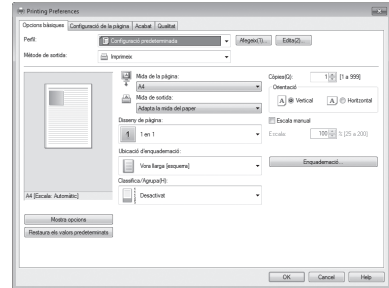 Printing Preferences
Opcions bàsiques Configuració de la pàgina Acabat Qualitat
Perfil: Configuració predeterminada Afegeix(1)... Edita(2)...
Mètode de sortida: Imprimeix
Mida de la pàgina:
A4
Mida de sortida:
Adapta la mida del paper
Còpies(Q): 1 [1 a 999]
Orientació
A Vertical A Horitzontal
Disseny de pàgina:
1 1 en 1
Escala manual
Escala: 100 % [25 a 200]
Ubicació d'enquadernació:
Vora llarga [esquerra]
Enquadernació...
Classifica/Agrupa(H):
Desactivat
A4 [Escala: Automàtic]
Mostra opcions
Restaura els valors predeterminats
OK Cancel Help